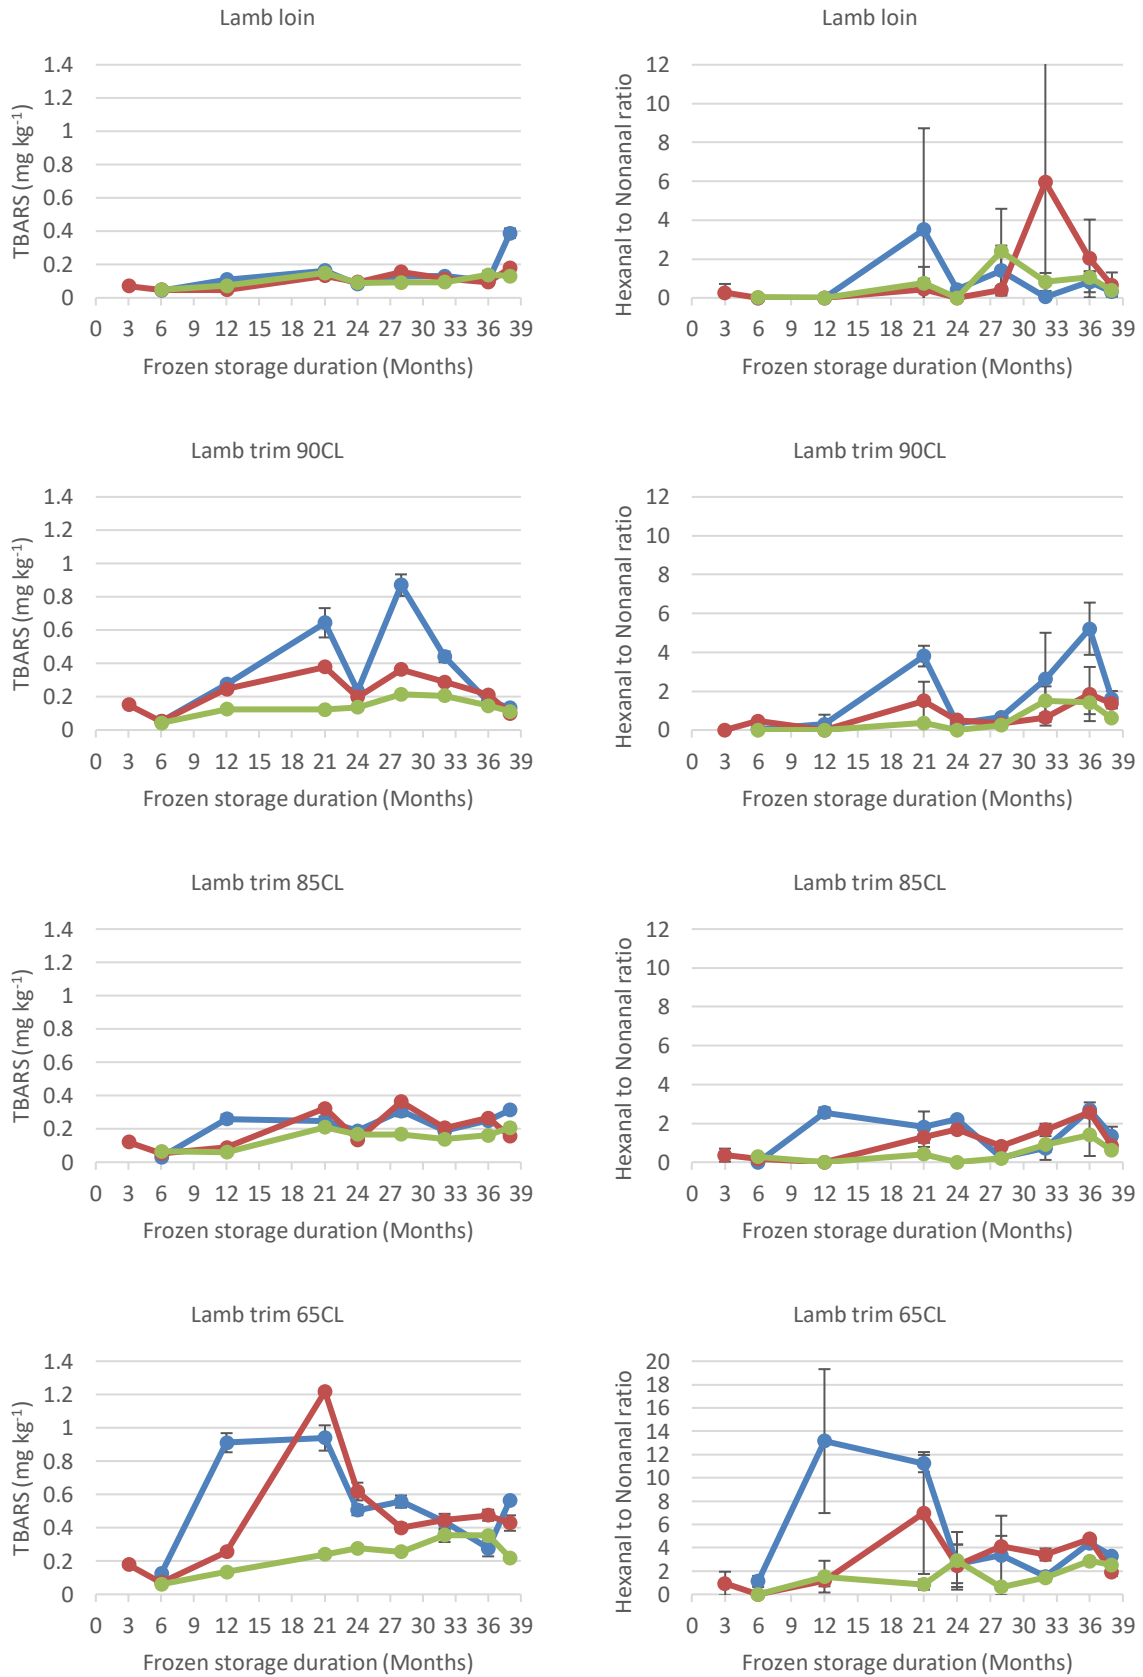 Lamb loin
1.4
1.2
1
0.8
0.6
0.4
0.2
0
TBARS (mg kg-1)
0 3 6 9 12 15 18 21 24 27 30 33 36 39
Frozen storage duration (Months)
Lamb loin
12
10
8
6
4
2
0
Hexanal to Nonanal ratio
0 3 6 9 12 15 18 21 24 27 30 33 36 39
Frozen storage duration (Months)
Lamb trim 90CL
1.4
1.2
1
0.8
0.6
0.4
0.2
0
TBARS (mg kg-1)
0 3 6 9 12 15 18 21 24 27 30 33 36 39
Frozen storage duration (Months)
Lamb trim 90CL
12
10
8
6
4
2
0
Hexanal to Nonanal ratio
0 3 6 9 12 15 18 21 24 27 30 33 36 39
Frozen storage duration (Months)
Lamb trim 85CL
1.4
1.2
1
0.8
0.6
0.4
0.2
0
TBARS (mg kg-1)
0 3 6 9 12 15 18 21 24 27 30 33 36 39
Frozen storage duration (Months)
Lamb trim 85CL
12
10
8
6
4
2
0
Hexanal to Nonanal ratio
0 3 6 9 12 15 18 21 24 27 30 33 36 39
Frozen storage duration (Months)
Lamb trim 65CL
1.4
1.2
1
0.8
0.6
0.4
0.2
0
TBARS (mg kg-1)
0 3 6 9 12 15 18 21 24 27 30 33 36 39
Frozen storage duration (Months)
Lamb trim 65CL
20
18
16
14
12
10
8
6
4
2
0
Hexanal to Nonanal ratio
0 3 6 9 12 15 18 21 24 27 30 33 36 39
Frozen storage duration (Months)